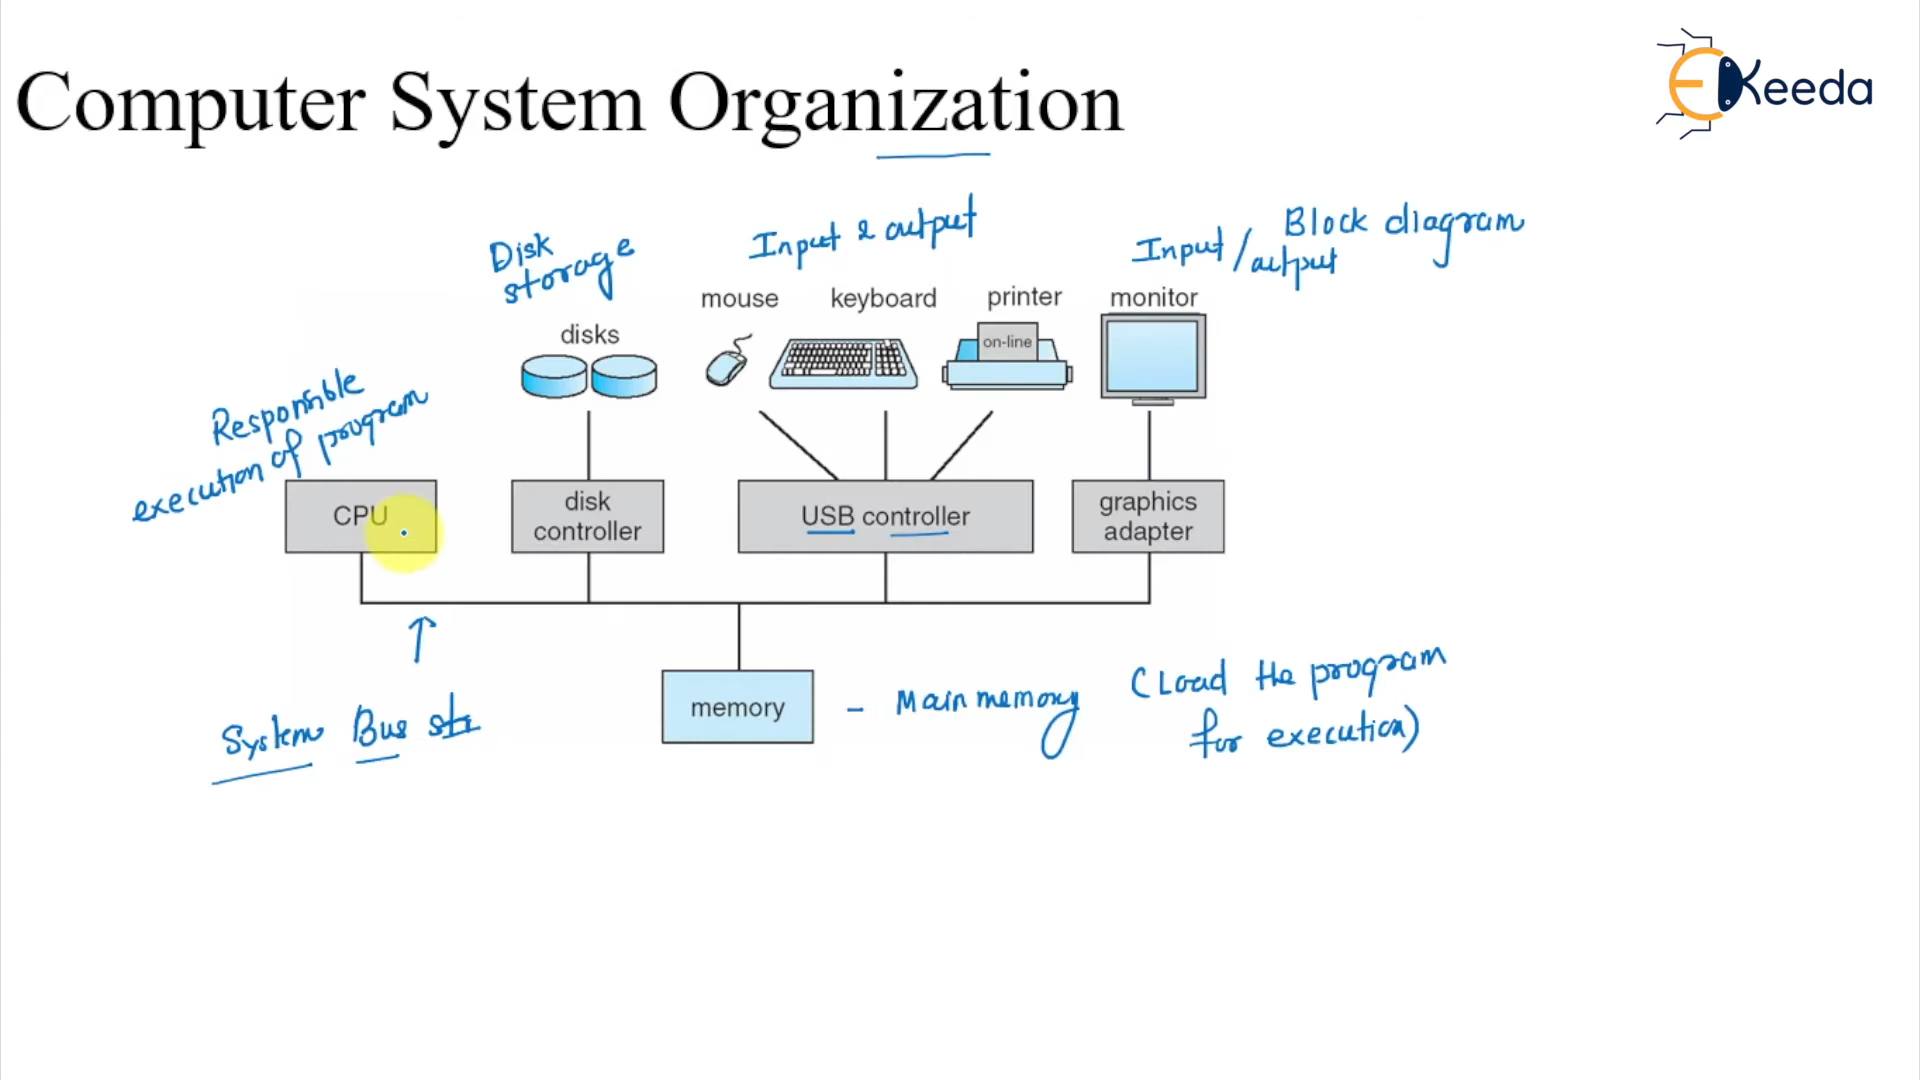 Computer System Organization
EKeeda
Block diagram
Disk
storage
Input & output
Input/output
mouse
keyboard
printer
monitor
on-line
disks
Responsible
execution of program
CPU
disk
controller
USB controller
graphics
adapter
System Bus
memory
- Main memory
(Load the program
for execution)